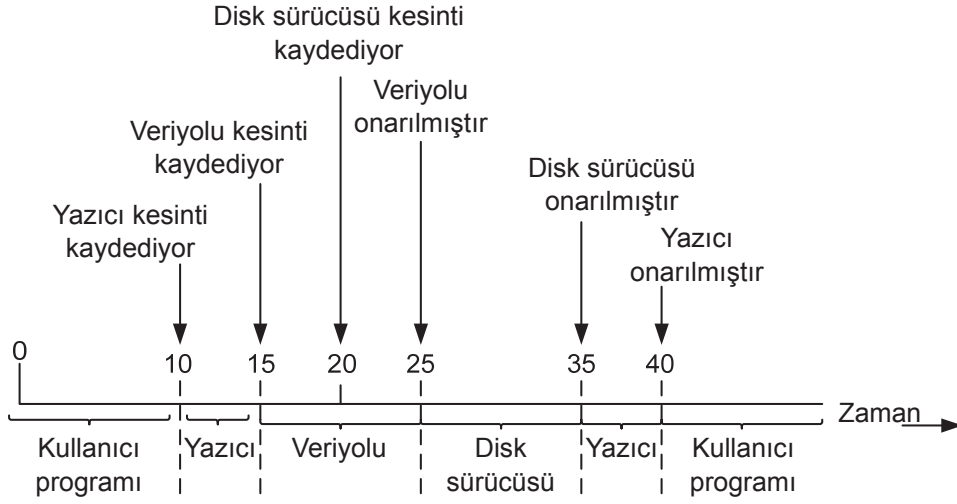 Disk sürücüsü kesinti
kaydediyor
Veriyolu
onarılmıştır
Veriyolu kesinti
kaydediyor
Disk sürücüsü
onarılmıştır
Yazıcı kesinti
kaydediyor
Yazıcı
onarılmıştır
0 10 15 20 25 35 40
Zaman
Kullanıcı
programı
Yazıcı
Veriyolu
Disk
sürücüsü
Yazıcı
Kullanıcı
programı